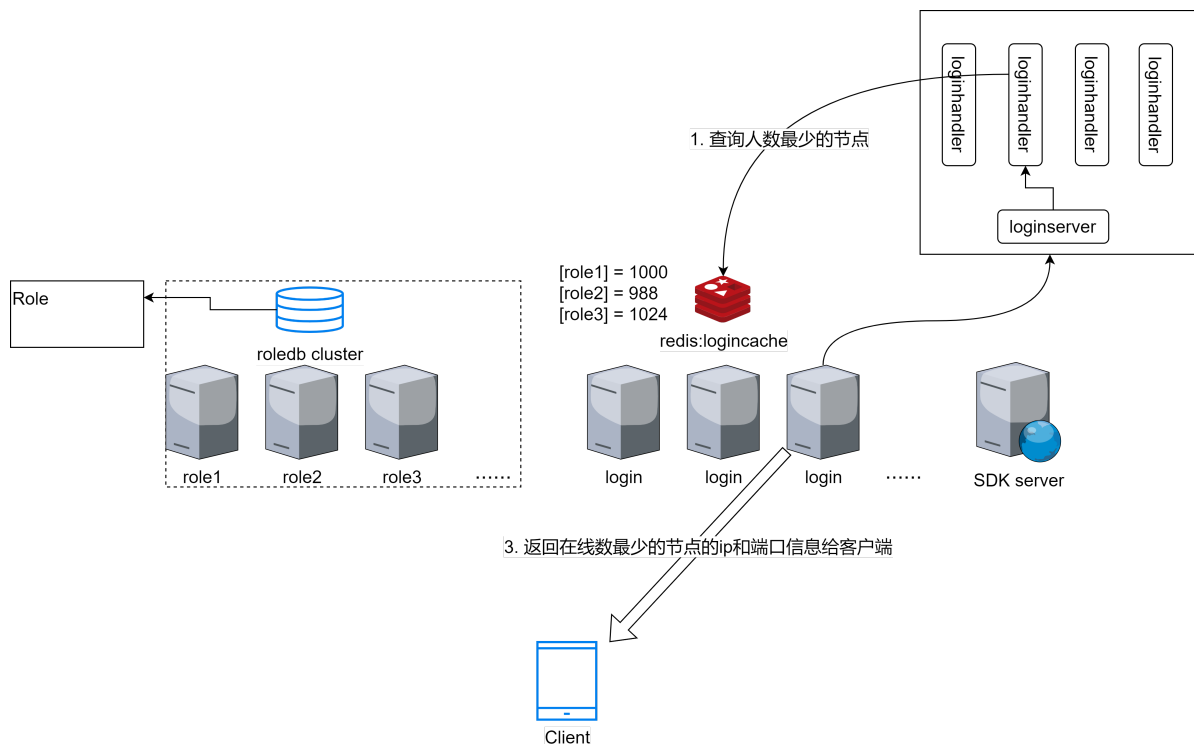 loginhandler
loginhandler
loginhandler
loginhandler
1. 查询人数最少的节点
loginserver
[role1] = 1000
[role2] = 988
[role3] = 1024
redis:logincache
Role
roledb cluster
role1
role2
role3
······
login
login
login
······
SDK server
3. 返回在线数最少的节点的ip和端口信息给客户端
Client